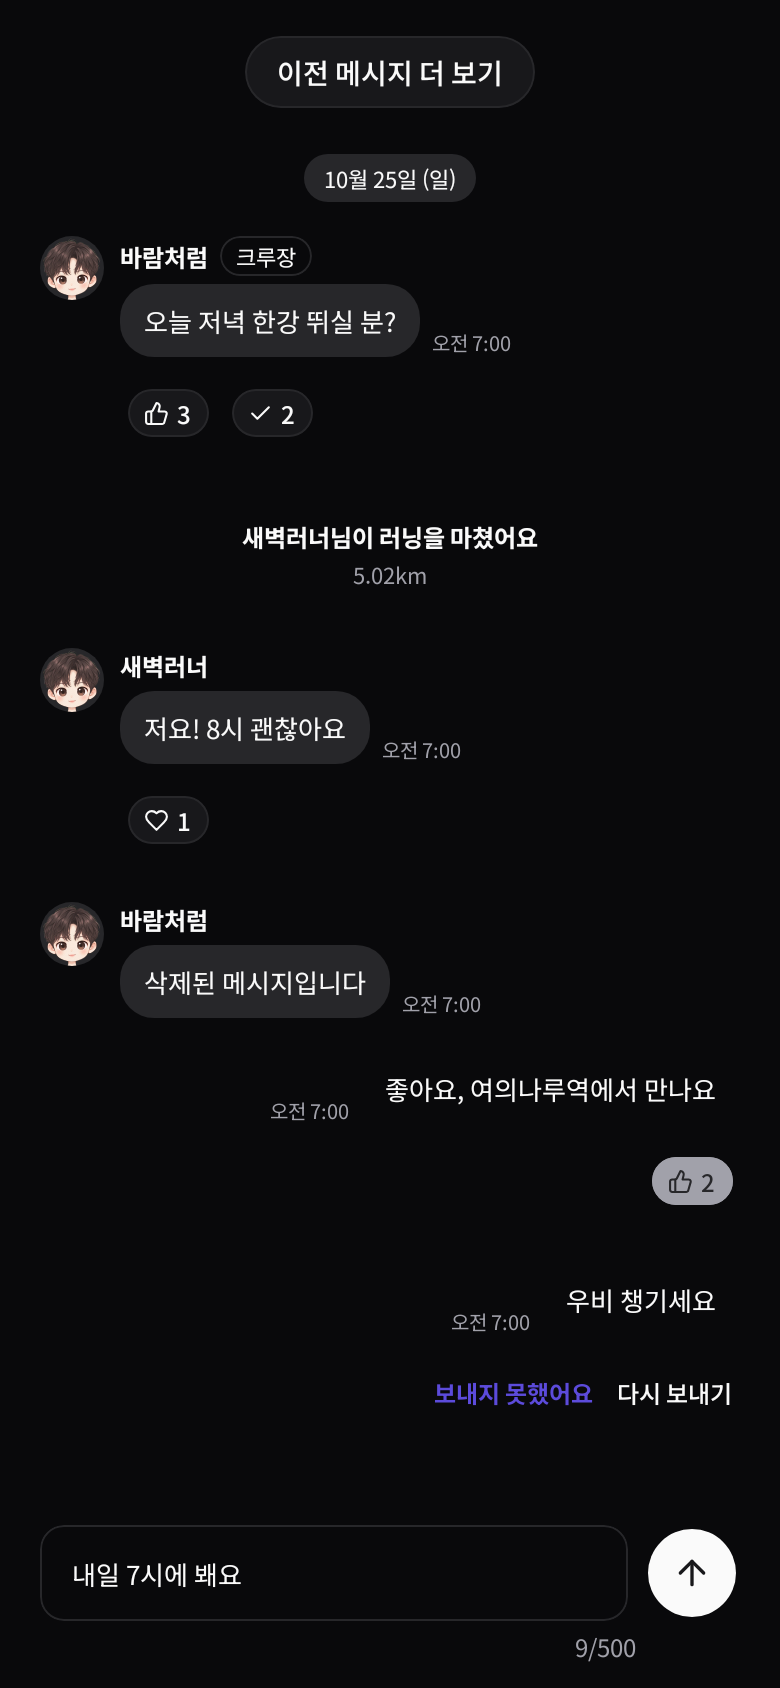 이전 메시지 더 보기
10월 25일 (일)
바람처럼 크루장
오늘 저녁 한강 뛰실 분?
오전 7:00
3 2
새벽러너님이 러닝을 마쳤어요
5.02km
새벽러너
저요! 8시 괜찮아요
오전 7:00
1
바람처럼
삭제된 메시지입니다
오전 7:00
좋아요, 여의나루역에서 만나요
오전 7:00
2
우비 챙기세요
오전 7:00
보내지 못했어요 다시 보내기
내일 7시에 봬요
9/500